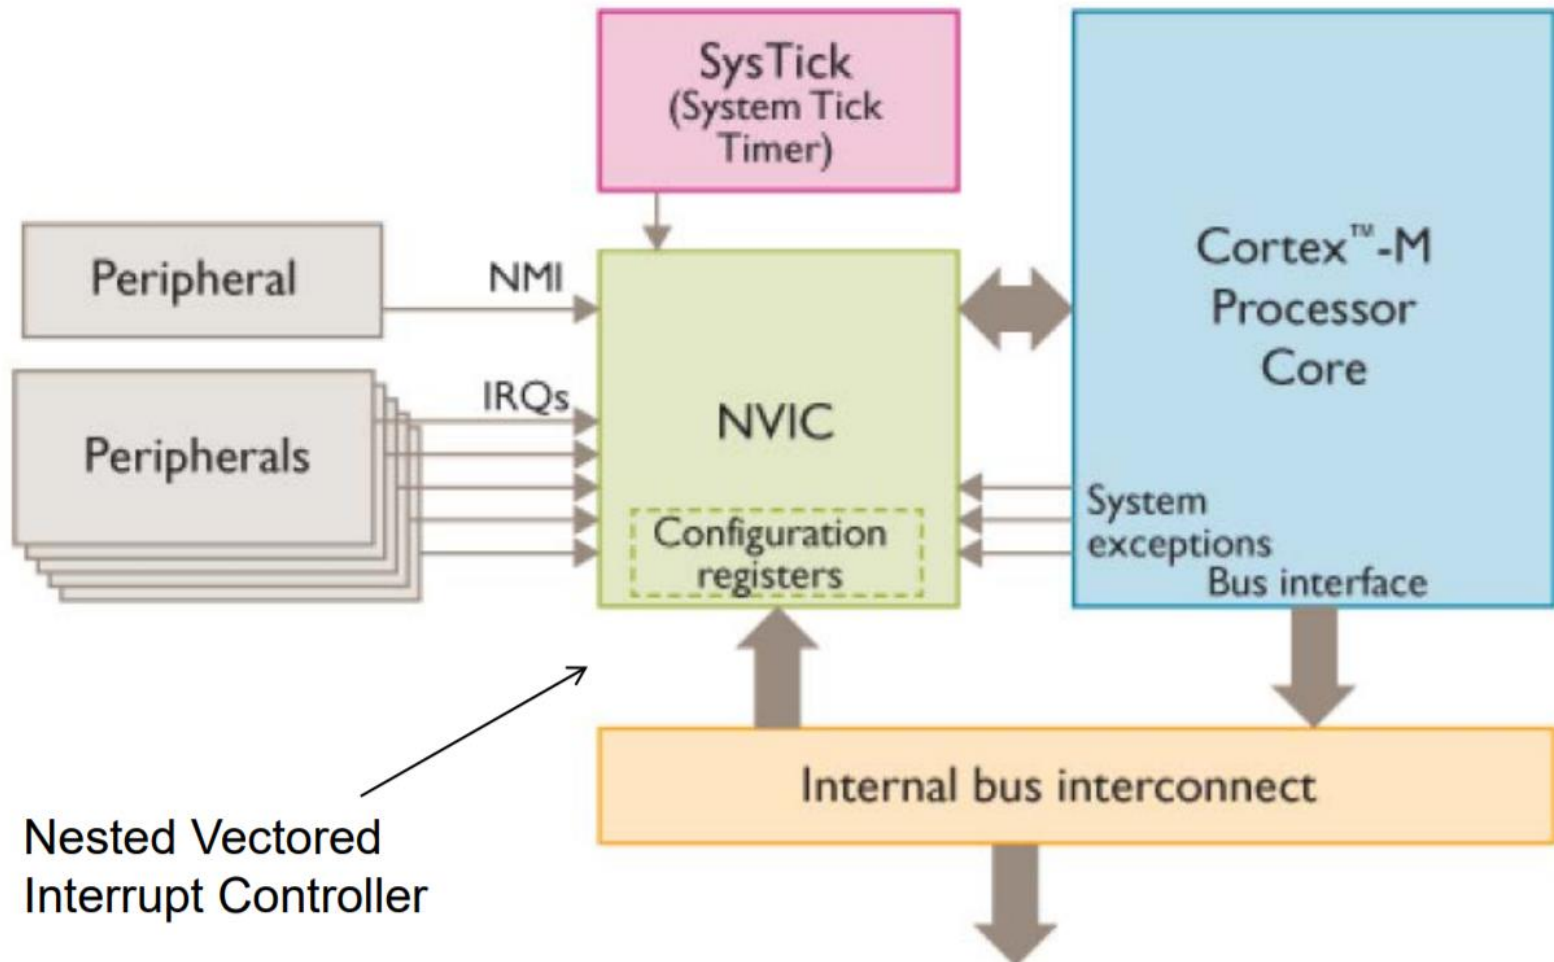 SysTick
(System Tick
Timer)
Cortex™-M
Processor
Core
Peripheral
NMI
IRQs
Peripherals
NVIC
Configuration
registers
System
exceptions
Bus interface
Internal bus interconnect
Nested Vectored
Interrupt Controller